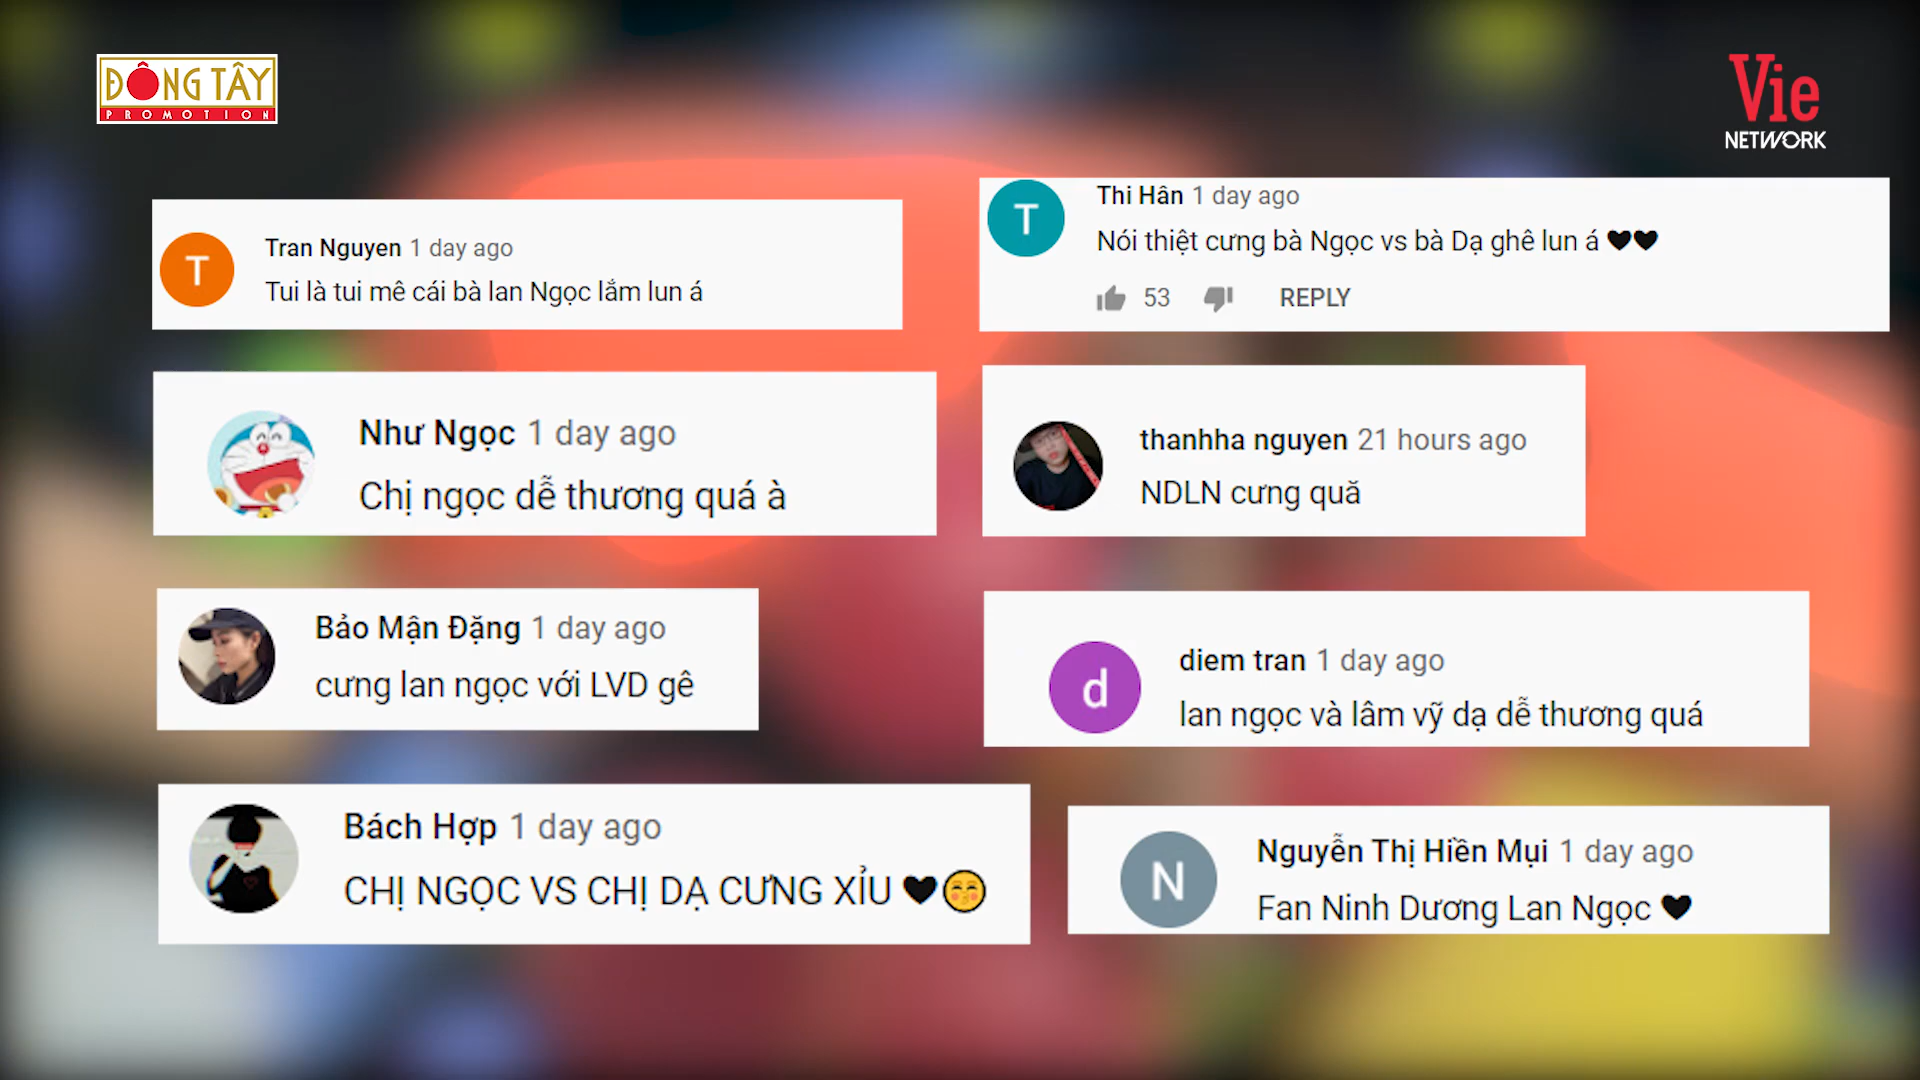 ĐÔNG TÂY
PROMOTION
Vie
NETWORK
T
Tran Nguyen 1 day ago
Tui là tui mê cái bà lan Ngọc lắm lun á
T
Thi Hân 1 day ago
Nói thiệt cưng bà Ngọc vs bà Dạ ghê lun á 🖤🖤
53 REPLY
Như Ngọc 1 day ago
Chị ngọc dễ thương quá à
thanhha nguyen 21 hours ago
NDLN cưng quă
Bảo Mận Đặng 1 day ago
cưng lan ngọc với LVD gê
d
diem tran 1 day ago
lan ngọc và lâm vỹ dạ dễ thương quá
Bách Hợp 1 day ago
CHỊ NGỌC VS CHỊ DẠ CƯNG XỈU 🖤😚
N
Nguyễn Thị Hiền Mụi 1 day ago
Fan Ninh Dương Lan Ngọc 🖤